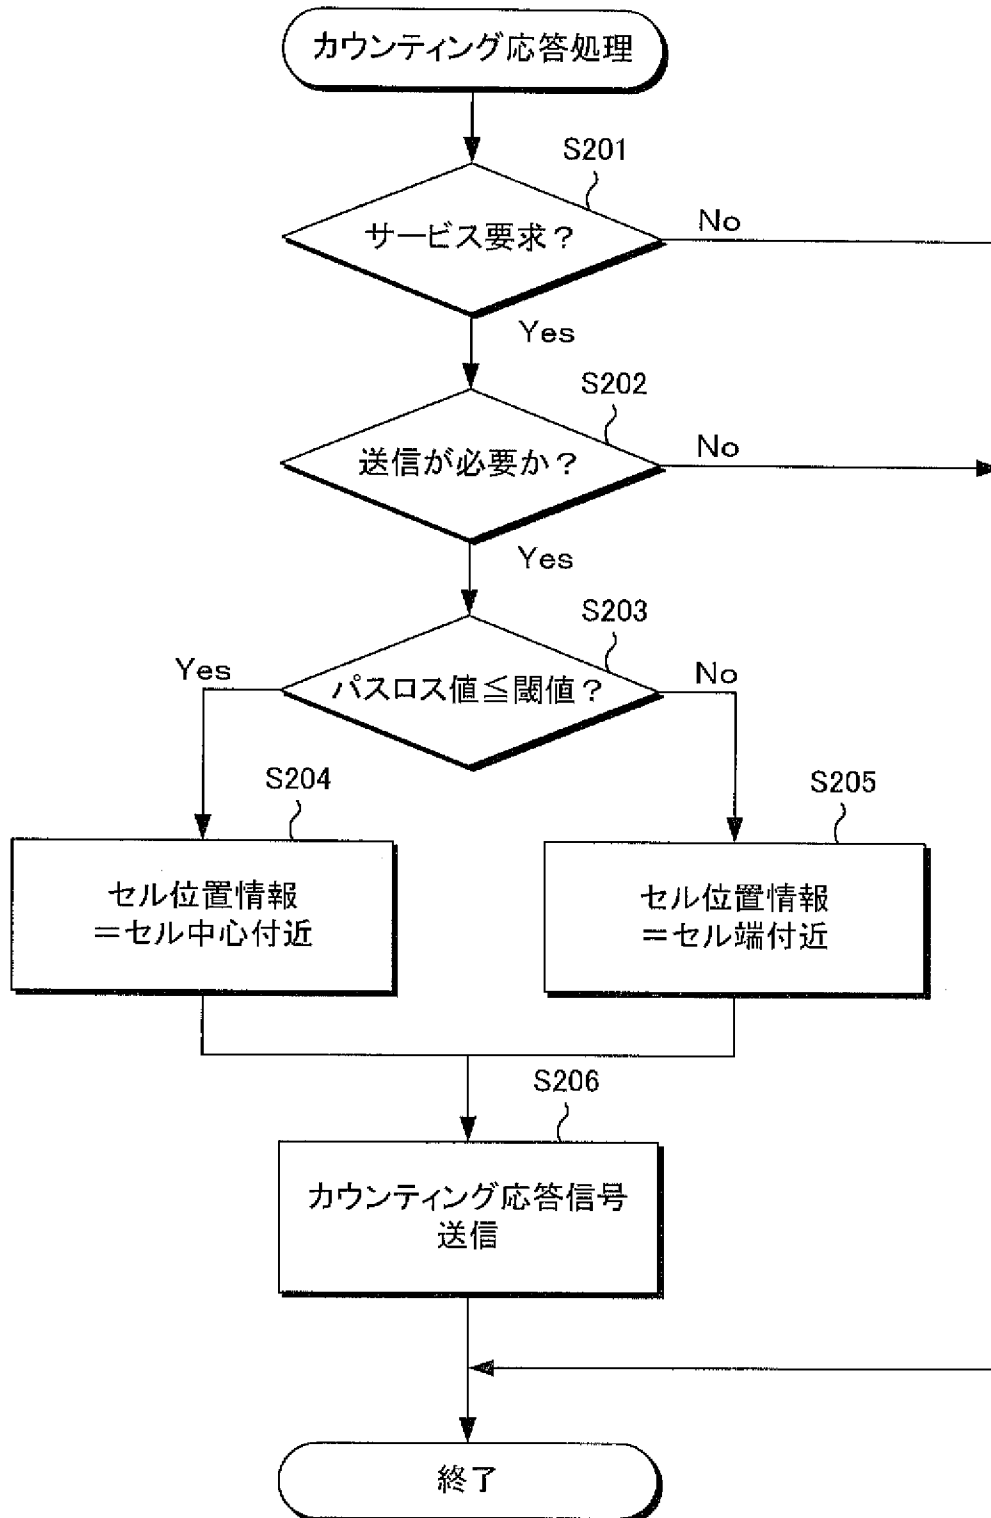 カウンティング応答処理
S201
サービス要求？
No
Yes
S202
送信が必要か？
No
Yes
S203
パスロス値≦閾値？
Yes
No
S204
セル位置情報
＝セル中心付近
S205
セル位置情報
＝セル端付近
S206
カウンティング応答信号
送信
終了